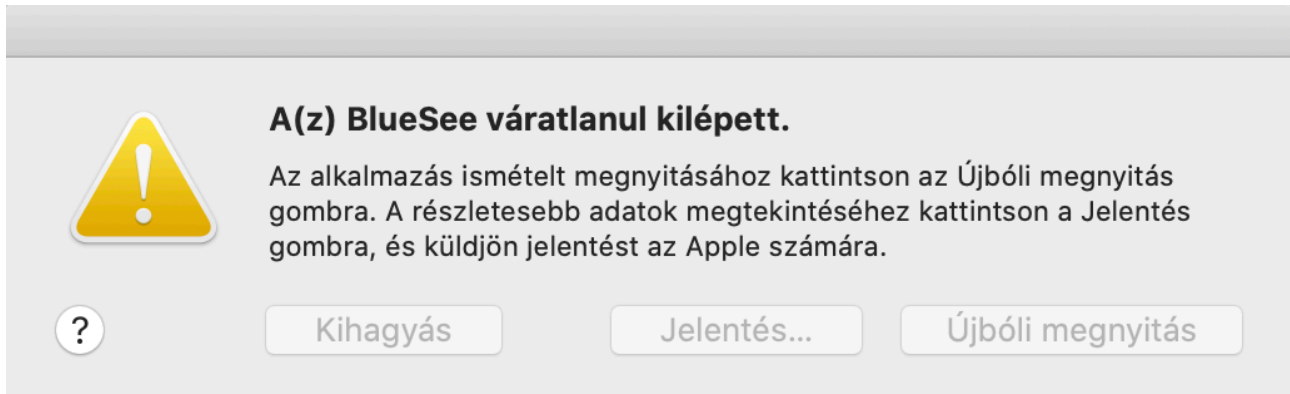 A(z) BlueSee váratlanul kilépett.
Az alkalmazás ismételt megnyitásához kattintson az Újbóli megnyitás
gombra. A részletesebb adatok megtekintéséhez kattintson a Jelentés
gombra, és küldjön jelentést az Apple számára.
? Kihagyás Jelentés... Újbóli megnyitás